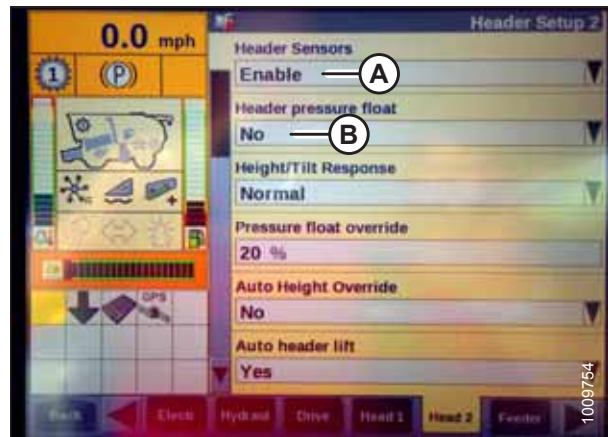 0.0 mph
Header Setup 2
1
(P)
Header Sensors
Enable
A
Header pressure float
No
B
Height/Tilt Response
Normal
Pressure float override
20 %
Auto Height Override
No
GPS
Auto header lift
Yes
Back
Electi
Hydraul
Drive
Head 1
Head 2
Feeder
1009754